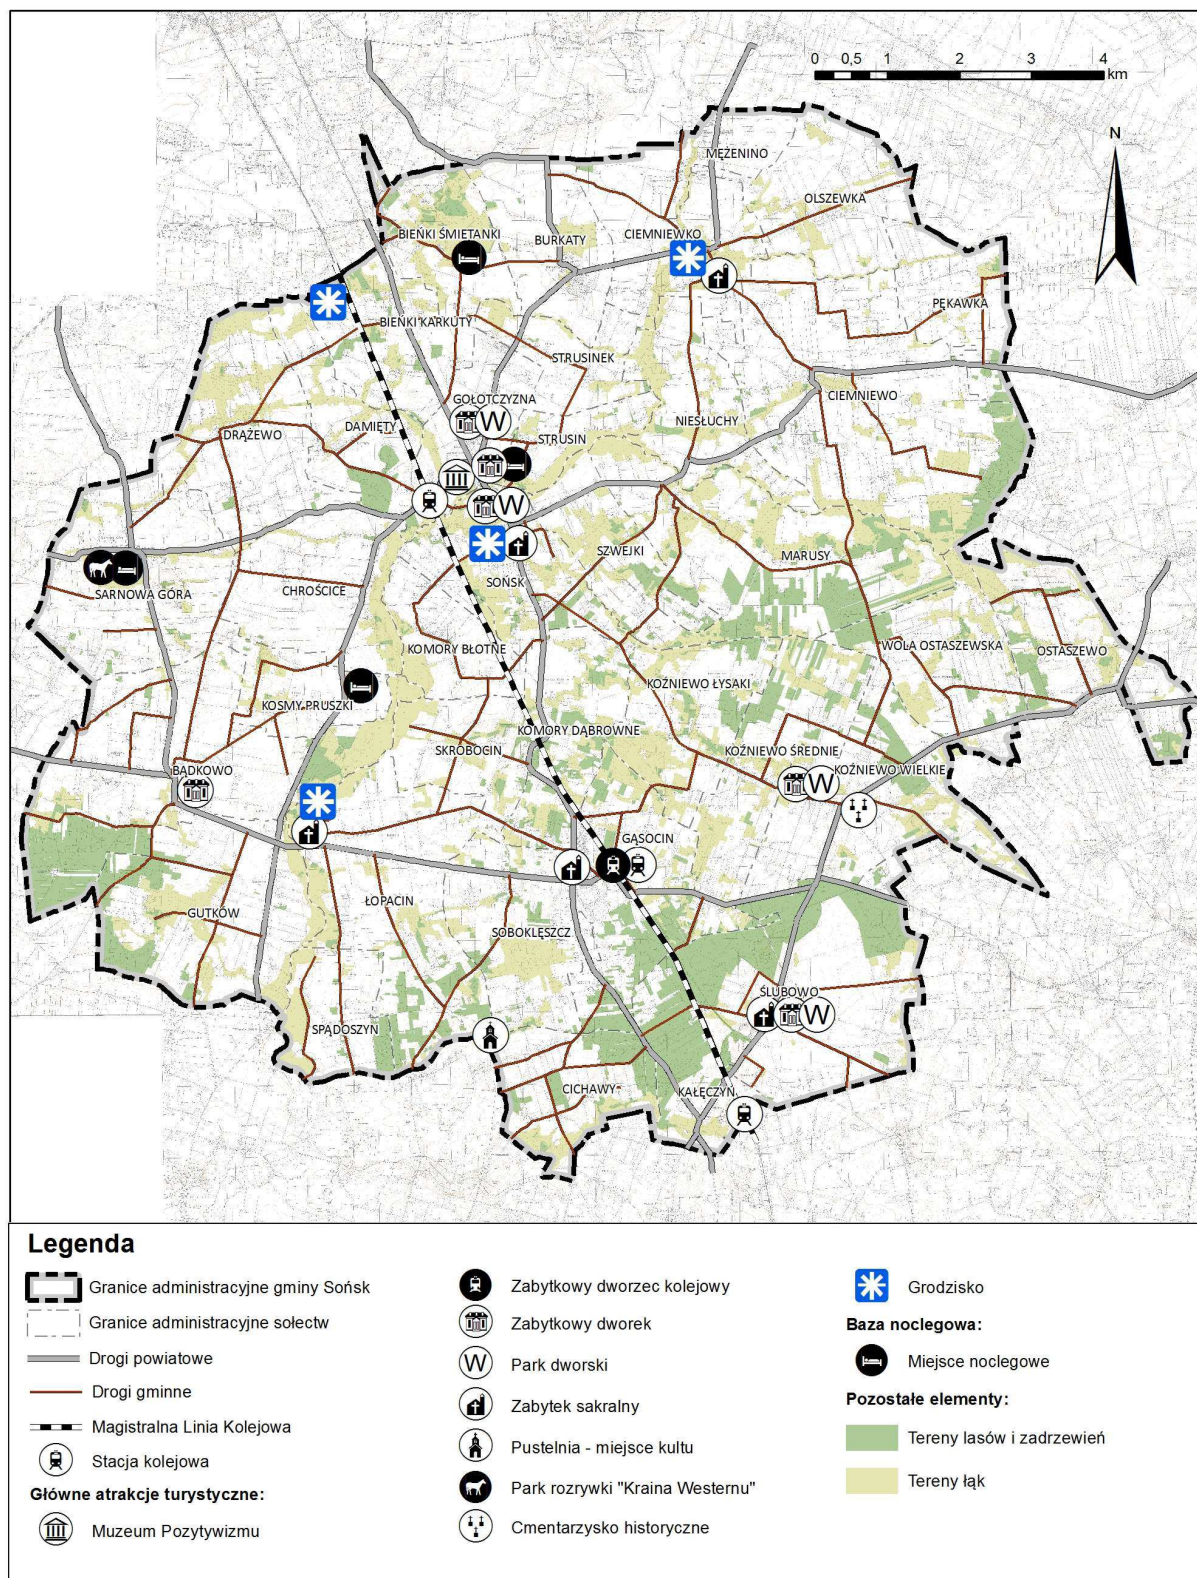 0 0,5 1 2 3 4
km
N
MĘŻENINO
OLSZEWKA
BIEŃKI ŚMIETANKI
BURKATY
CIEMNIEWKO
PĘKAWKA
BIEŃKI KARKUTY
STRUSINEK
GOŁOTCZYZNA
CIEMNIEWO
DRĄŻEWO
DAMIĘTY
STRUSIN
NIESŁUCHY
W
W
SZWEJKI
MARUSY
SARNOWA GÓRA
CHROŚCICE
SOŃSK
KOMORY BŁOTNE
WOLA OSTASZEWSKA
OSTASZEWO
KOŹNIEWO ŁYSAKI
KOSMY PRUSZKI
SKROBOCIN
KOMORY DĄBROWNE
KOŹNIEWO ŚREDNIE
BĄDKOWO
KOŹNIEWO WIELKIE
W
GĄSOCIN
GUTKÓW
ŁOPACIN
SOBOKLĘSZCZ
ŚLUBOWO
W
SPĄDOSZYN
CICHAWY
KAŁĘCZYN
Legenda
Granice administracyjne gminy Sońsk
Granice administracyjne sołectw
Drogi powiatowe
Drogi gminne
Magistralna Linia Kolejowa
Stacja kolejowa
Główne atrakcje turystyczne:
Muzeum Pozytywizmu
Zabytkowy dworzec kolejowy
Zabytkowy dworek
W Park dworski
Zabytek sakralny
Pustelnia - miejsce kultu
Park rozrywki "Kraina Westernu"
Cmentarzysko historyczne
Grodzisko
Baza noclegowa:
Miejsce noclegowe
Pozostałe elementy:
Tereny lasów i zadrzewień
Tereny łąk